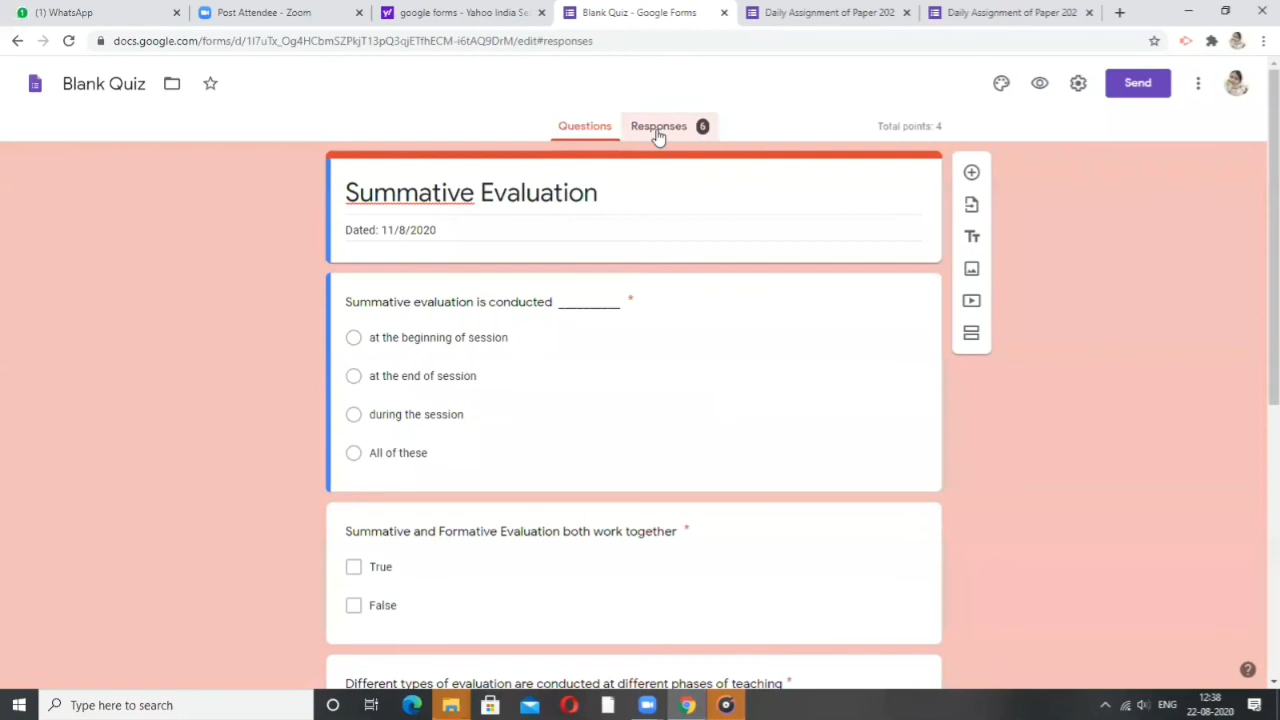 (1) WhatsApp
Post Attendee - Zoom
google forms - Yahoo India Se
Blank Quiz - Google Forms
Daily Assignment of Paper 202
Daily Assignment of Paper 202
docs.google.com/forms/d/1I7uTx_Og4HCbmSZPkjT13pQ3qjETfhECM-i6tAQ9DrM/edit#responses
Blank Quiz
Send
Questions
Responses 6
Total points: 4
Summative Evaluation
Dated: 11/8/2020
Summative evaluation is conducted __________ *
at the beginning of session
at the end of session
during the session
All of these
Summative and Formative Evaluation both work together *
True
False
Different types of evaluation are conducted at different phases of teaching *
Type here to search
ENG
12:38
22-08-2020